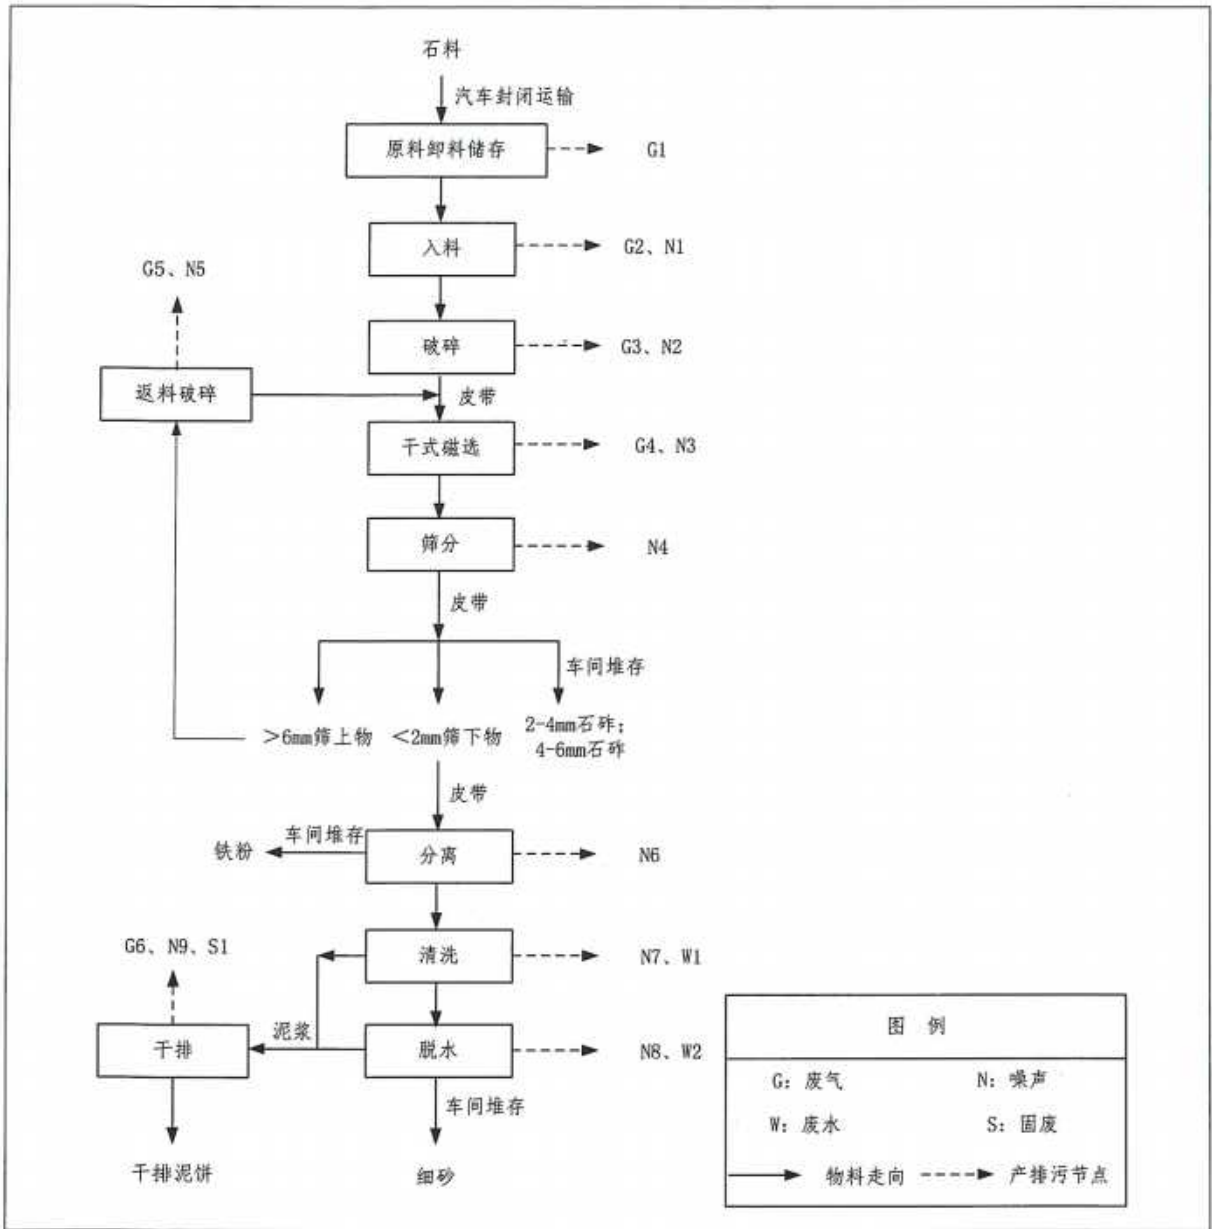 石料
汽车封闭运输
原料卸料储存
G1
入料
G2、N1
G5、N5
破碎
G3、N2
返料破碎
皮带
干式磁选
G4、N3
筛分
N4
皮带
车间堆存
>6mm筛上物
<2mm筛下物
2-4mm石砟;
4-6mm石砟
皮带
车间堆存
铁粉
分离
N6
G6、N9、S1
清洗
N7、W1
泥浆
干排
脱水
N8、W2
车间堆存
干排泥饼
细砂
图 例
G: 废气
N: 噪声
W: 废水
S: 固废
物料走向
产排污节点